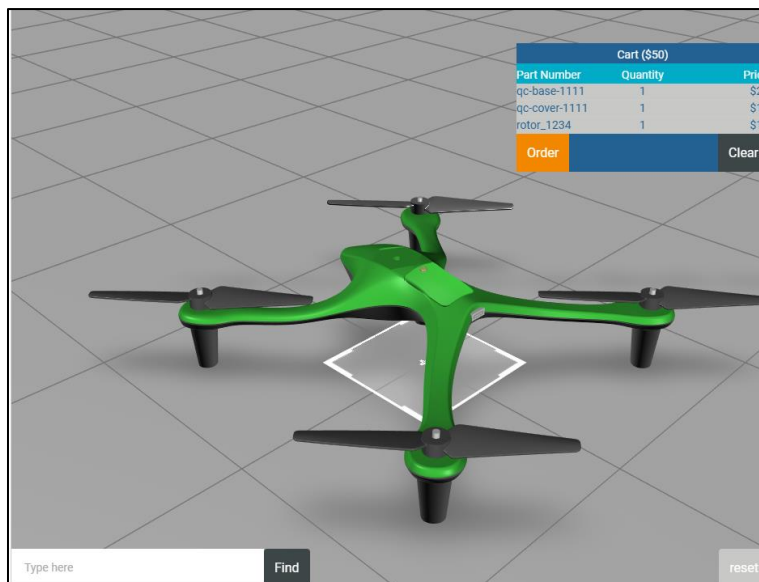 Cart ($50)
Part Number Quantity
qc-base-1111 1
qc-cover-1111 1
rotor_1234 1
Order Clear
Type here Find reset